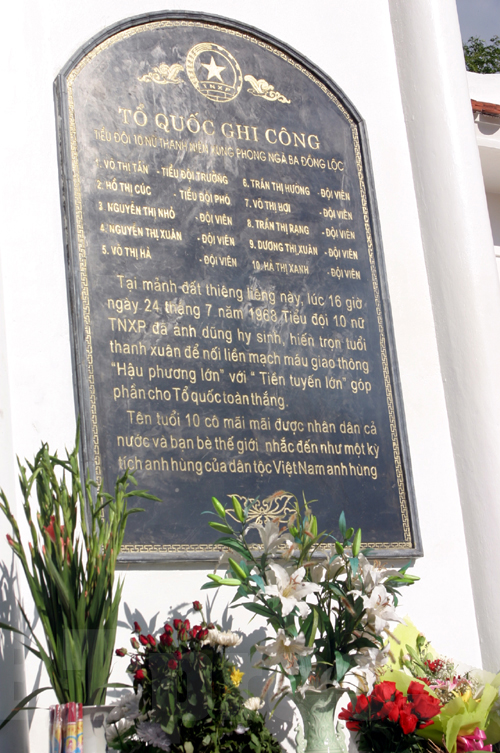 TNXP
TỔ QUỐC GHI CÔNG
TIỂU ĐỘI 10 NỮ THANH NIÊN XUNG PHONG NGÃ BA ĐỒNG LỘC
1. VÕ THỊ TẦN - TIỂU ĐỘI TRƯỞNG 6. TRẦN THỊ HƯỜNG - ĐỘI VIÊN
2. HỒ THỊ CÚC - TIỂU ĐỘI PHÓ 7. VÕ THỊ HỢI - ĐỘI VIÊN
3. NGUYỄN THỊ NHỎ - ĐỘI VIÊN 8. TRẦN THỊ RẠNG - ĐỘI VIÊN
4. NGUYỄN THỊ XUÂN - ĐỘI VIÊN 9. DƯƠNG THỊ XUÂN - ĐỘI VIÊN
5. VÕ THỊ HÀ - ĐỘI VIÊN 10. HÀ THỊ XANH - ĐỘI VIÊN
Tại mảnh đất thiêng liêng này, lúc 16 giờ
ngày 24 tháng 7 năm 1968 Tiểu đội 10 nữ
TNXP đã anh dũng hy sinh, hiến trọn tuổi
thanh xuân để nối liền mạch máu giao thông
"Hậu phương lớn" với " Tiền tuyến lớn" góp
phần cho Tổ quốc toàn thắng.
Tên tuổi 10 cô mãi mãi được nhân dân cả
nước và bạn bè thế giới nhắc đến như một kỳ
tích anh hùng của dân tộc Việt Nam anh hùng